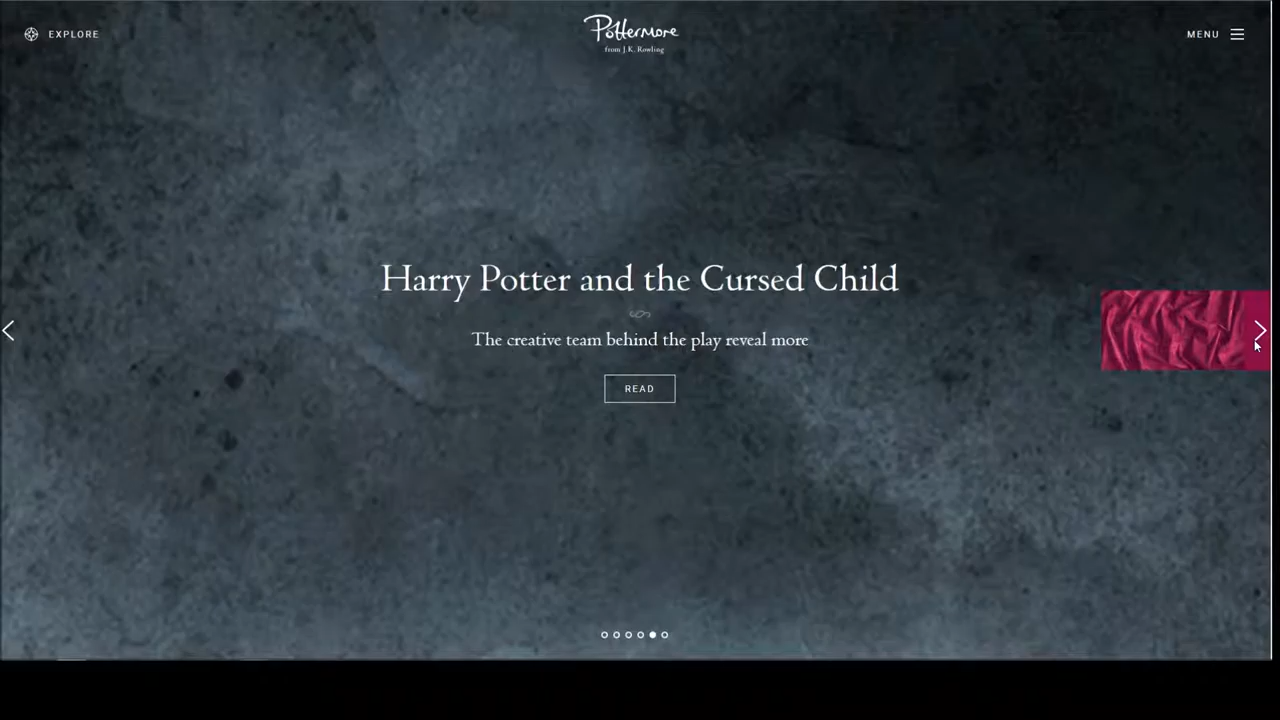 EXPLORE
Pottermore
from J.K. Rowling
MENU
Harry Potter and the Cursed Child
The creative team behind the play reveal more
READ